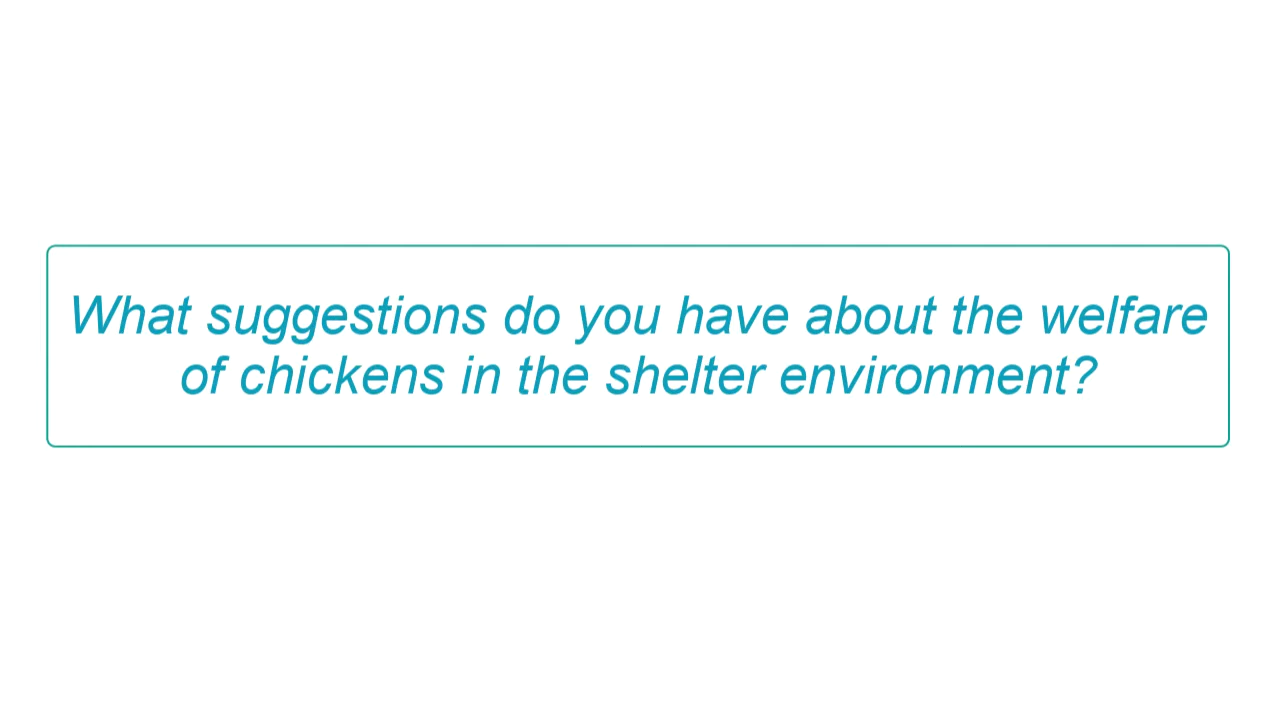 What suggestions do you have about the welfare
of chickens in the shelter environment?